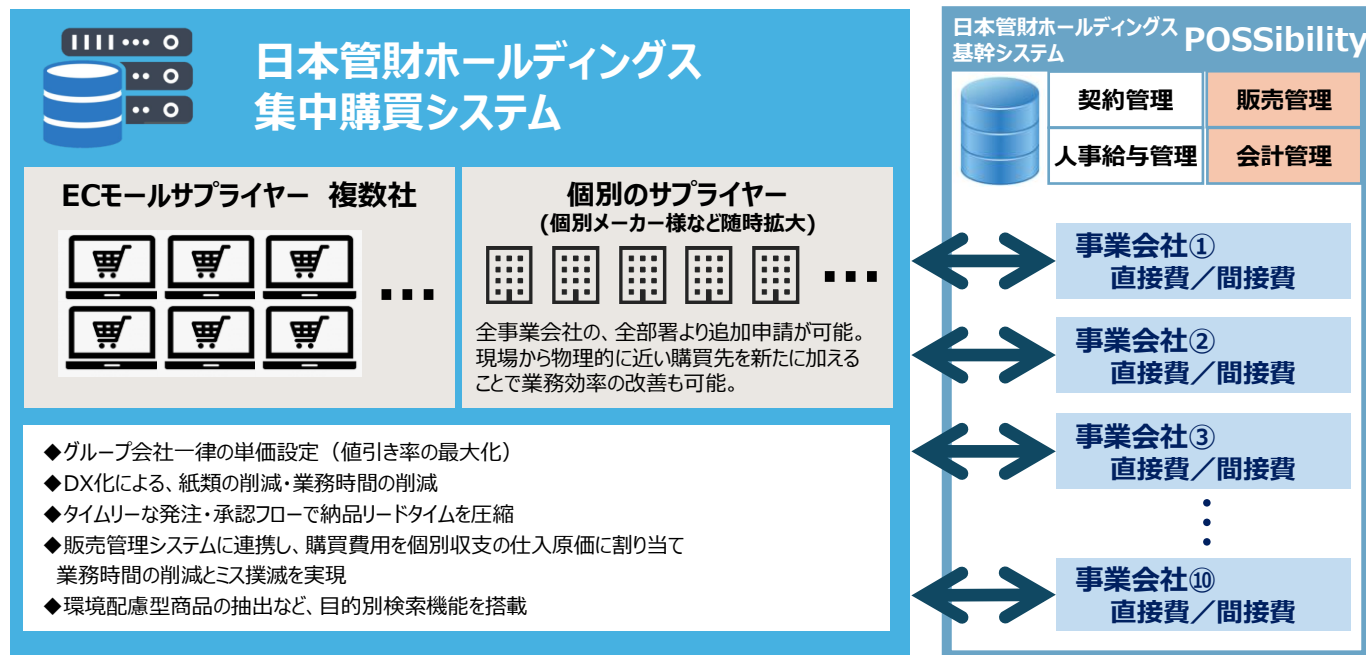 日本管財ホールディングス
集中購買システム
ECモールサプライヤー 複数社
...
個別のサプライヤー
(個別メーカー様など随時拡大)
...
全事業会社の、全部署より追加申請が可能。
現場から物理的に近い購買先を新たに加える
ことで業務効率の改善も可能。
◆グループ会社一律の単価設定（値引き率の最大化）
◆DX化による、紙類の削減・業務時間の削減
◆タイムリーな発注・承認フローで納品リードタイムを圧縮
◆販売管理システムに連携し、購買費用を個別収支の仕入原価に割り当て
業務時間の削減とミス撲滅を実現
◆環境配慮型商品の抽出など、目的別検索機能を搭載
日本管財ホールディングス
基幹システム
POSSibility
契約管理
販売管理
人事給与管理
会計管理
事業会社①
直接費／間接費
事業会社②
直接費／間接費
事業会社③
直接費／間接費
事業会社⑩
直接費／間接費